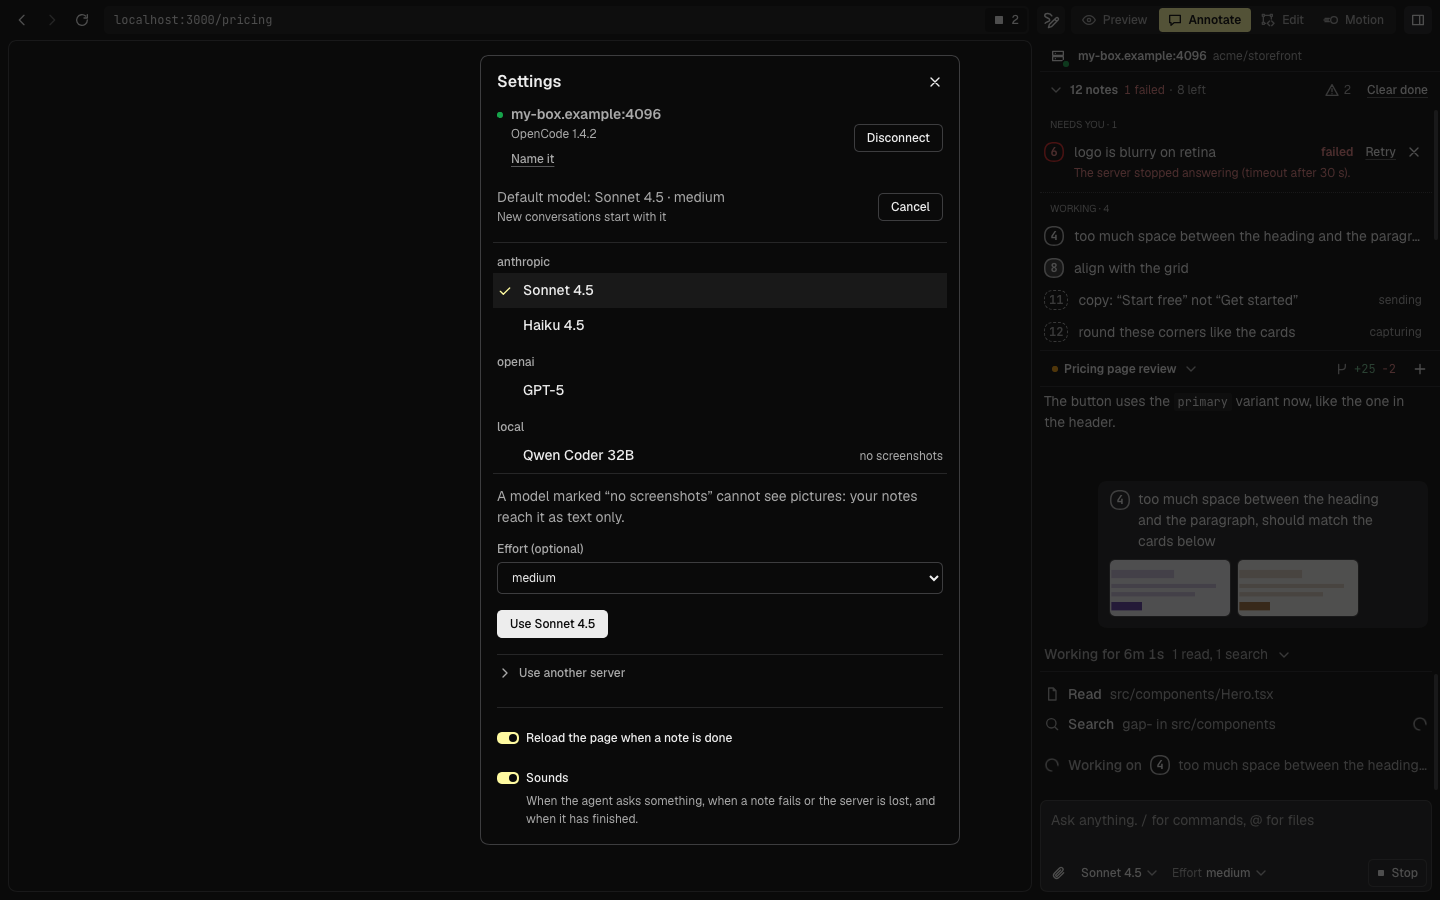 localhost:3000/pricing
2
Preview
Annotate
Edit
Motion
Settings
my-box.example:4096
OpenCode 1.4.2
Name it
Disconnect
Default model: Sonnet 4.5 · medium
New conversations start with it
Cancel
anthropic
Sonnet 4.5
Haiku 4.5
openai
GPT-5
local
Qwen Coder 32B
no screenshots
A model marked “no screenshots” cannot see pictures: your notes
reach it as text only.
Effort (optional)
medium
Use Sonnet 4.5
Use another server
Reload the page when a note is done
Sounds
When the agent asks something, when a note fails or the server is lost, and
when it has finished.
my-box.example:4096 acme/storefront
12 notes 1 failed · 8 left
2
Clear done
NEEDS YOU · 1
6 logo is blurry on retina failed Retry
The server stopped answering (timeout after 30 s).
WORKING · 4
4 too much space between the heading and the paragr...
8 align with the grid
11 copy: “Start free” not “Get started” sending
12 round these corners like the cards capturing
Pricing page review +25 -2
The button uses the primary variant now, like the one in
the header.
4 too much space between the heading
and the paragraph, should match the
cards below
Working for 6m 1s 1 read, 1 search
Read src/components/Hero.tsx
Search gap- in src/components
Working on 4 too much space between the heading...
Ask anything. / for commands, @ for files
Sonnet 4.5 Effort medium Stop